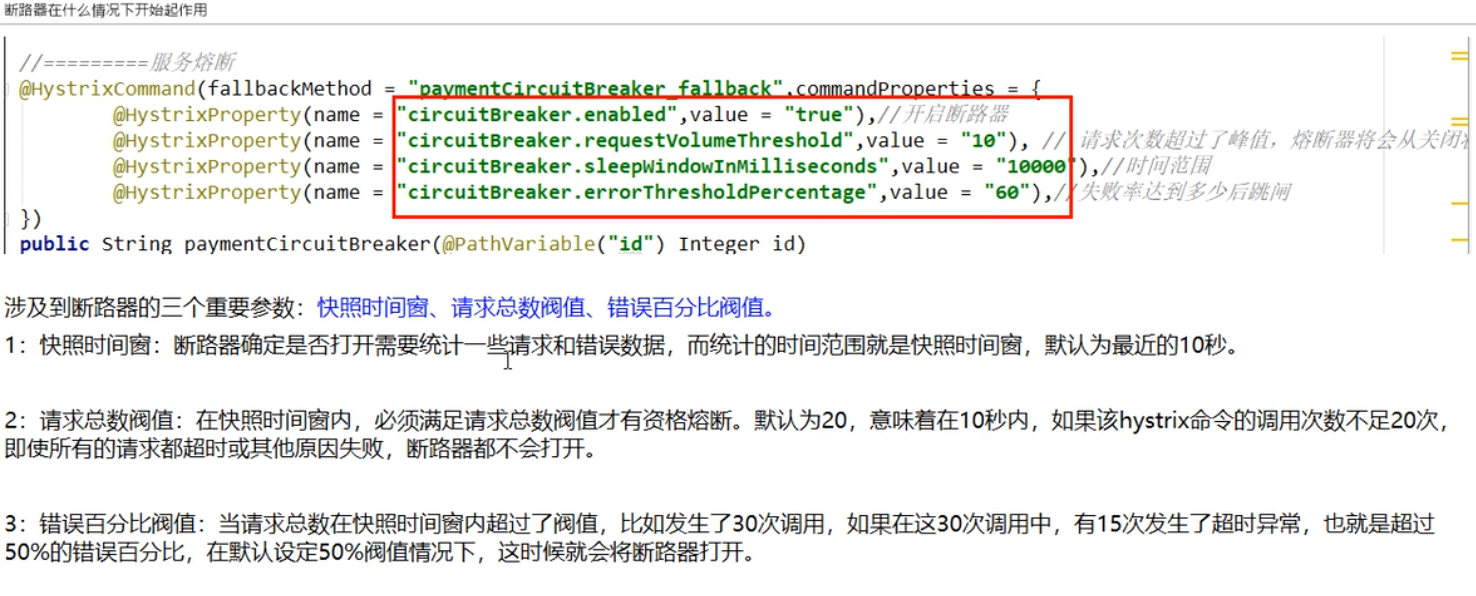 断路器在什么情况下开始起作用
//=========服务熔断
@HystrixCommand(fallbackMethod = "paymentCircuitBreaker_fallback",commandProperties = {
@HystrixProperty(name = "circuitBreaker.enabled",value = "true"),//开启断路器
@HystrixProperty(name = "circuitBreaker.requestVolumeThreshold",value = "10"), // 请求次数超过了峰值，熔断器将会从关闭
@HystrixProperty(name = "circuitBreaker.sleepWindowInMilliseconds",value = "10000"),//时间范围
@HystrixProperty(name = "circuitBreaker.errorThresholdPercentage",value = "60"),//失败率达到多少后跳闸
})
public String paymentCircuitBreaker(@PathVariable("id") Integer id)
涉及到断路器的三个重要参数：快照时间窗、请求总数阀值、错误百分比阀值。
1：快照时间窗：断路器确定是否打开需要统计一些请求和错误数据，而统计的时间范围就是快照时间窗，默认为最近的10秒。
2：请求总数阀值：在快照时间窗内，必须满足请求总数阀值才有资格熔断。默认为20，意味着在10秒内，如果该hystrix命令的调用次数不足20次，
即使所有的请求都超时或其他原因失败，断路器都不会打开。
3：错误百分比阀值：当请求总数在快照时间窗内超过了阀值，比如发生了30次调用，如果在这30次调用中，有15次发生了超时异常，也就是超过
50%的错误百分比，在默认设定50%阀值情况下，这时候就会将断路器打开。